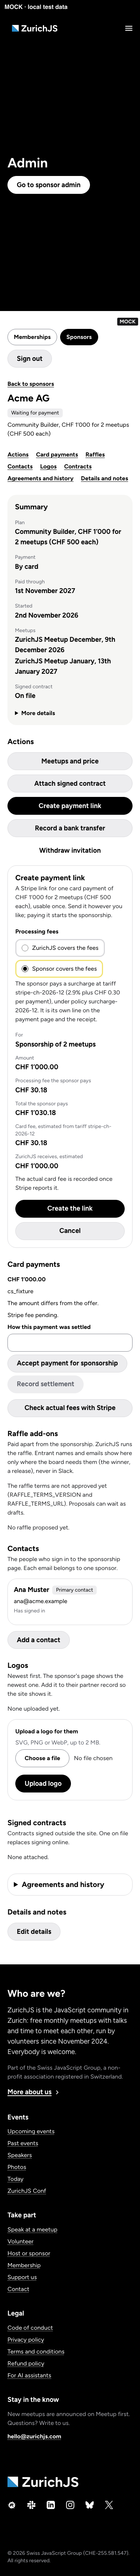 MOCK · local test data
ZurichJS
Admin
Go to sponsor admin
MOCK
Memberships
Sponsors
Sign out
Back to sponsors
Acme AG
Waiting for payment
Community Builder, CHF 1'000 for 2 meetups
(CHF 500 each)
Actions Card payments Raffles
Contacts Logos Contracts
Agreements and history Details and notes
Summary
Plan
Community Builder, CHF 1'000 for
2 meetups (CHF 500 each)
Payment
By card
Paid through
1st November 2027
Started
2nd November 2026
Meetups
ZurichJS Meetup December, 9th
December 2026
ZurichJS Meetup January, 13th
January 2027
Signed contract
On file
More details
Actions
Meetups and price
Attach signed contract
Create payment link
Record a bank transfer
Withdraw invitation
Create payment link
A Stripe link for one card payment of
CHF 1'000 for 2 meetups (CHF 500
each), usable once. Send it however you
like; paying it starts the sponsorship.
Processing fees
ZurichJS covers the fees
Sponsor covers the fees
The sponsor pays a surcharge at tariff
stripe-ch-2026-12 (2.9% plus CHF 0.30
per payment), unless policy surcharge-
2026-12. It is its own line on the
payment page and the receipt.
For
Sponsorship of 2 meetups
Amount
CHF 1'000.00
Processing fee the sponsor pays
CHF 30.18
Total the sponsor pays
CHF 1'030.18
Card fee, estimated from tariff stripe-ch-
2026-12
CHF 30.18
ZurichJS receives, estimated
CHF 1'000.00
The actual card fee is recorded once
Stripe reports it.
Create the link
Cancel
Card payments
CHF 1'000.00
cs_fixture
The amount differs from the offer.
Stripe fee pending.
How this payment was settled
Accept payment for sponsorship
Record settlement
Check actual fees with Stripe
Raffle add-ons
Paid apart from the sponsorship. ZurichJS runs
the raffle. Entrant names and emails show here
only where the board needs them (the winner,
a release), never in Slack.
The raffle terms are not approved yet
(RAFFLE_TERMS_VERSION and
RAFFLE_TERMS_URL). Proposals can wait as
drafts.
No raffle proposed yet.
Contacts
The people who sign in to the sponsorship
page. Each email belongs to one sponsor.
Ana Muster Primary contact
ana@acme.example
Has signed in
Add a contact
Logos
Newest first. The sponsor's page shows the
newest one. Add it to their partner record so
the site shows it.
None uploaded yet.
Upload a logo for them
SVG, PNG or WebP, up to 2 MB.
Choose a file No file chosen
Upload logo
Signed contracts
Contracts signed outside the site. One on file
replaces signing online.
None attached.
Agreements and history
Details and notes
Edit details
Who are we?
ZurichJS is the JavaScript community in
Zurich: free monthly meetups with talks
and time to meet each other, run by
volunteers since November 2024.
Everybody is welcome.
Part of the Swiss JavaScript Group, a non-
profit association registered in Switzerland.
More about us
Events
Upcoming events
Past events
Speakers
Photos
Today
ZurichJS Conf
Take part
Speak at a meetup
Volunteer
Host or sponsor
Membership
Support us
Contact
Legal
Code of conduct
Privacy policy
Terms and conditions
Refund policy
For AI assistants
Stay in the know
New meetups are announced on Meetup first.
Questions? Write to us.
hello@zurichjs.com
ZurichJS
© 2026 Swiss JavaScript Group (CHE-255.581.547).
All rights reserved.